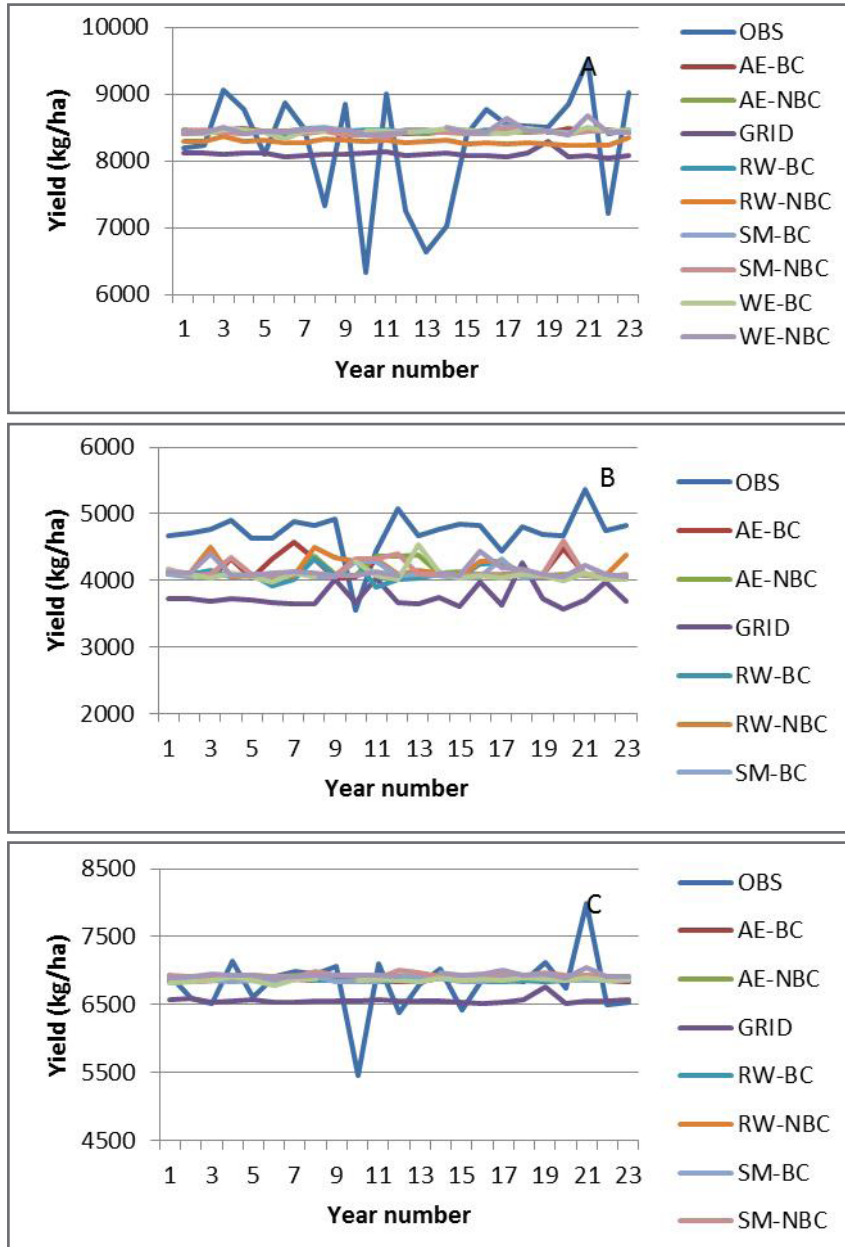 10000
9000
8000
7000
6000
Yield (kg/ha)
1 3 5 7 9 11 13 15 17 19 21 23
Year number
A
OBS
AE-BC
AE-NBC
GRID
RW-BC
RW-NBC
SM-BC
SM-NBC
WE-BC
WE-NBC
6000
5000
4000
3000
2000
Yield (kg/ha)
1 3 5 7 9 11 13 15 17 19 21 23
Year number
B
OBS
AE-BC
AE-NBC
GRID
RW-BC
RW-NBC
SM-BC
8500
7500
6500
5500
4500
Yield (kg/ha)
1 3 5 7 9 11 13 15 17 19 21 23
Year number
C
OBS
AE-BC
AE-NBC
GRID
RW-BC
RW-NBC
SM-BC
SM-NBC